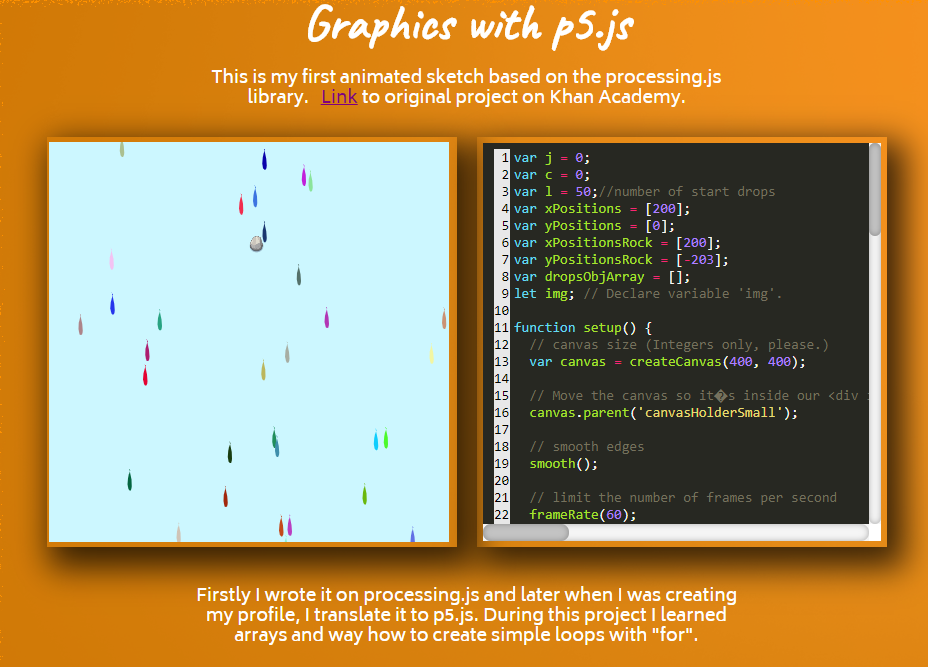 Graphics with p5.js
This is my first animated sketch based on the processing.js
library. Link to original project on Khan Academy.
1 var j = 0;
2 var c = 0;
3 var l = 50;//number of start drops
4 var xPositions = [200];
5 var yPositions = [0];
6 var xPositionsRock = [200];
7 var yPositionsRock = [-203];
8 var dropsObjArray = [];
9 let img; // Declare variable 'img'.
10
11 function setup() {
12 // canvas size (Integers only, please.)
13 var canvas = createCanvas(400, 400);
14
15 // Move the canvas so it�s inside our <div
16 canvas.parent('canvasHolderSmall');
17
18 // smooth edges
19 smooth();
20
21 // limit the number of frames per second
22 frameRate(60);
Firstly I wrote it on processing.js and later when I was creating
my profile, I translate it to p5.js. During this project I learned
arrays and way how to create simple loops with "for".